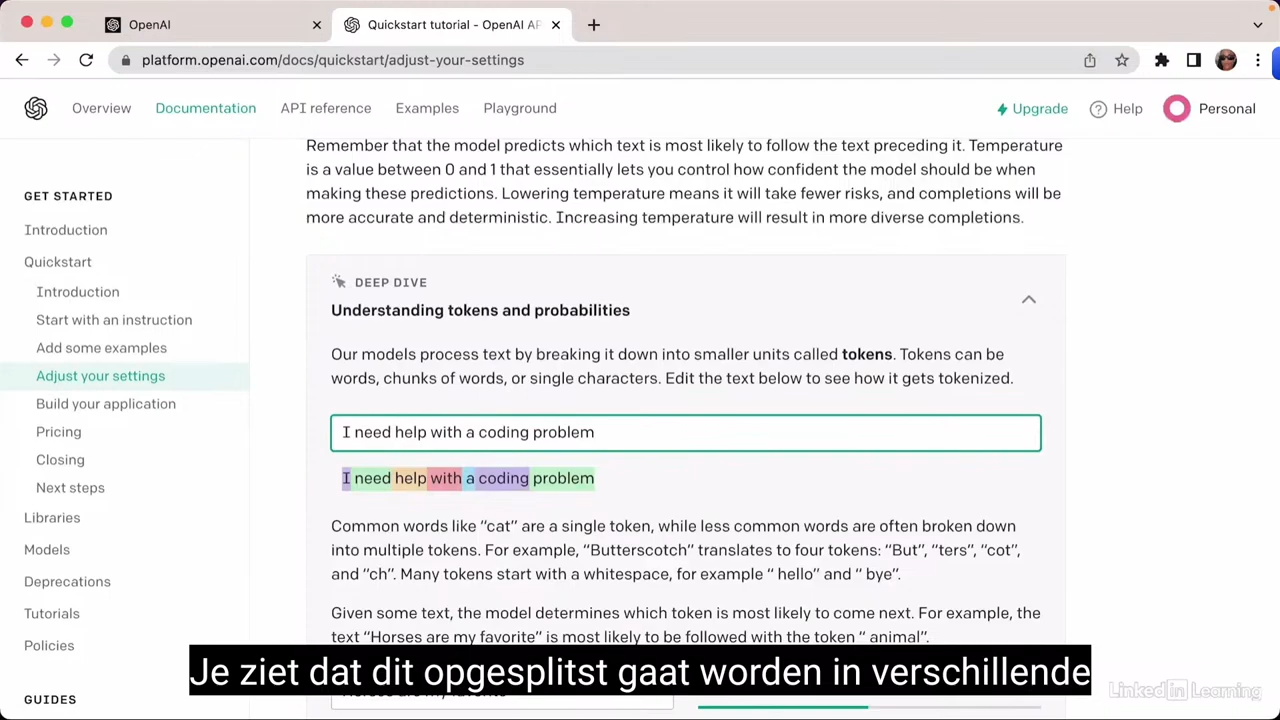 OpenAI
Quickstart tutorial - OpenAI AP
platform.openai.com/docs/quickstart/adjust-your-settings
Overview
Documentation
API reference
Examples
Playground
Upgrade
Help
Personal
GET STARTED
Introduction
Quickstart
Introduction
Start with an instruction
Add some examples
Adjust your settings
Build your application
Pricing
Closing
Next steps
Libraries
Models
Deprecations
Tutorials
Policies
GUIDES
Remember that the model predicts which text is most likely to follow the text preceding it. Temperature
is a value between 0 and 1 that essentially lets you control how confident the model should be when
making these predictions. Lowering temperature means it will take fewer risks, and completions will be
more accurate and deterministic. Increasing temperature will result in more diverse completions.
DEEP DIVE
Understanding tokens and probabilities
Our models process text by breaking it down into smaller units called tokens. Tokens can be
words, chunks of words, or single characters. Edit the text below to see how it gets tokenized.
I need help with a coding problem
I need help with a coding problem
Common words like “cat” are a single token, while less common words are often broken down
into multiple tokens. For example, “Butterscotch” translates to four tokens: “But”, “ters”, “cot”,
and “ch”. Many tokens start with a whitespace, for example “ hello” and “ bye”.
Given some text, the model determines which token is most likely to come next. For example, the
text “Horses are my favorite” is most likely to be followed with the token “ animal”.
Je ziet dat dit opgesplitst gaat worden in verschillende
LinkedIn Learning